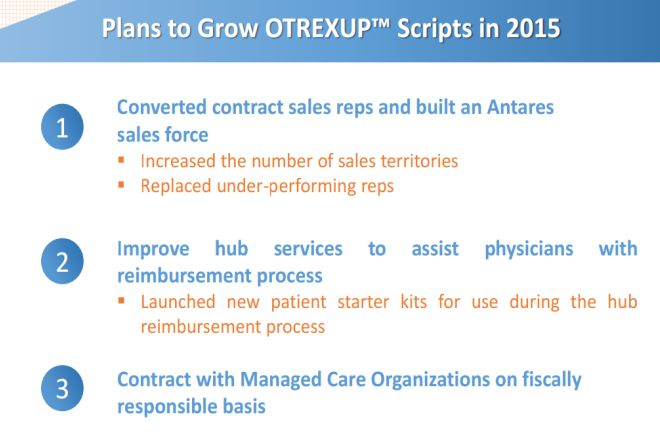 Plans to Grow OTREXUP™ Scripts in 2015
1
Converted contract sales reps and built an Antares
sales force
▪ Increased the number of sales territories
▪ Replaced under-performing reps
2
Improve hub services to assist physicians with
reimbursement process
▪ Launched new patient starter kits for use during the hub
reimbursement process
3
Contract with Managed Care Organizations on fiscally
responsible basis